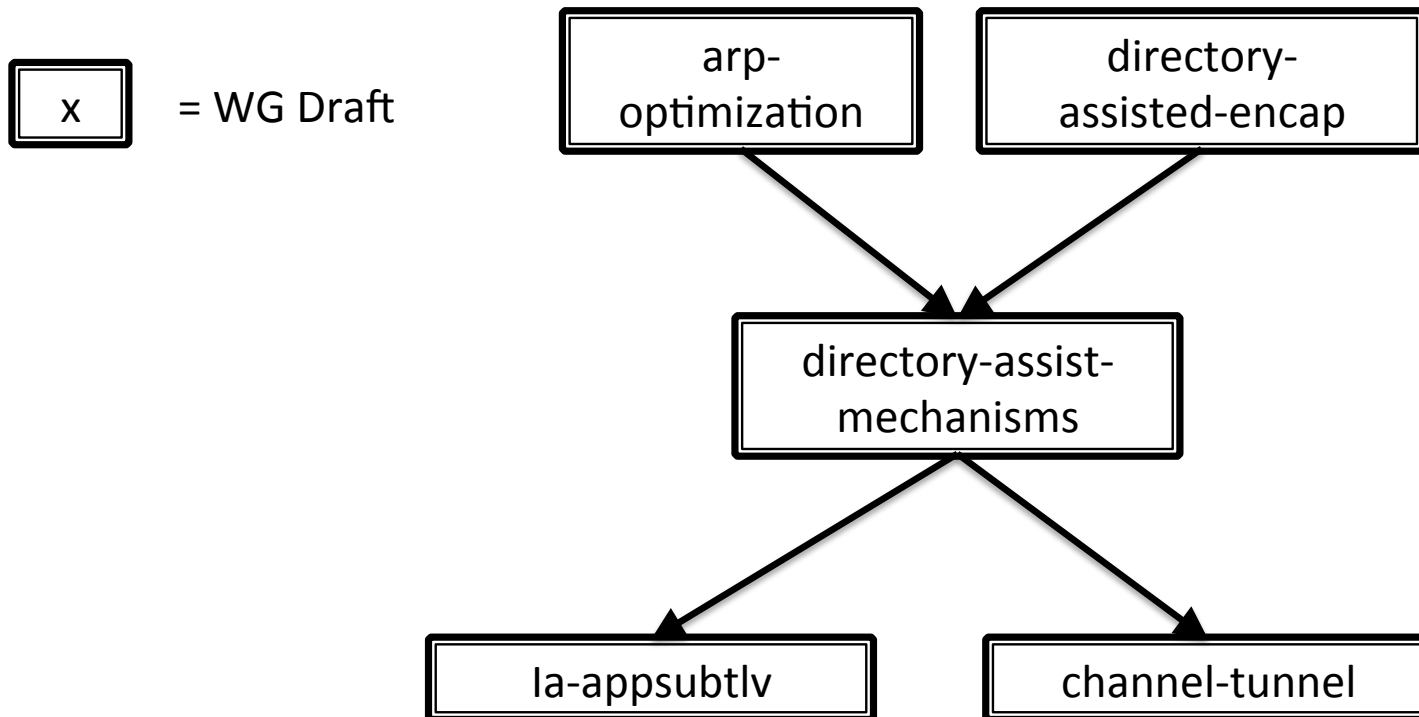 x = WG Draft
arp-
optimization
directory-
assisted-encap
directory-assist-
mechanisms
Ia-appsubtlv
channel-tunnel